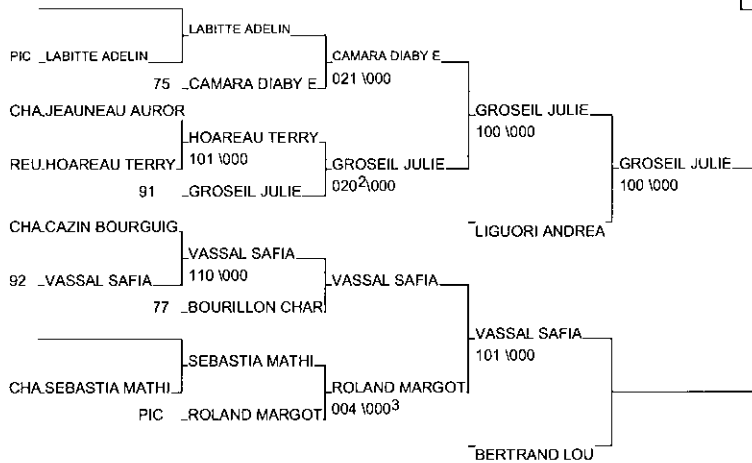 LABITTE ADELIN
PIC LABITTE ADELIN
CAMARA DIABY E
75 CAMARA DIABY E
021 \000
CHA.JEAUNEAU AUROR
GROSEIL JULIE
100 \000
HOAREAU TERRY
101 \000
REU.HOAREAU TERRY
GROSEIL JULIE
020²\000
GROSEIL JULIE
100 \000
91 GROSEIL JULIE
CHA.CAZIN BOURGUIG
LIGUORI ANDREA
VASSAL SAFIA
110 \000
92 VASSAL SAFIA
VASSAL SAFIA
77 BOURILLON CHAR
VASSAL SAFIA
101 \000
SEBASTIA MATHI
CHA.SEBASTIA MATHI
ROLAND MARGOT
004 \000³
PIC ROLAND MARGOT
BERTRAND LOU